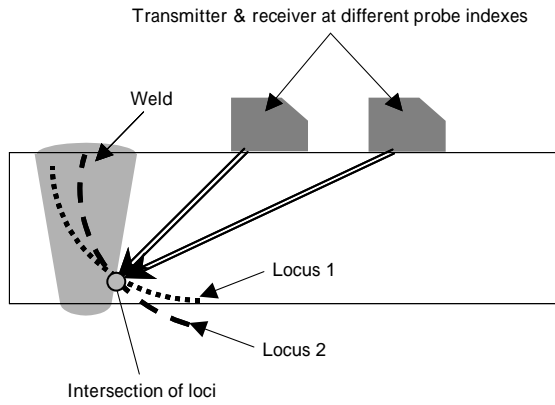 Transmitter & receiver at different probe indexes
Weld
Locus 1
Locus 2
Intersection of loci